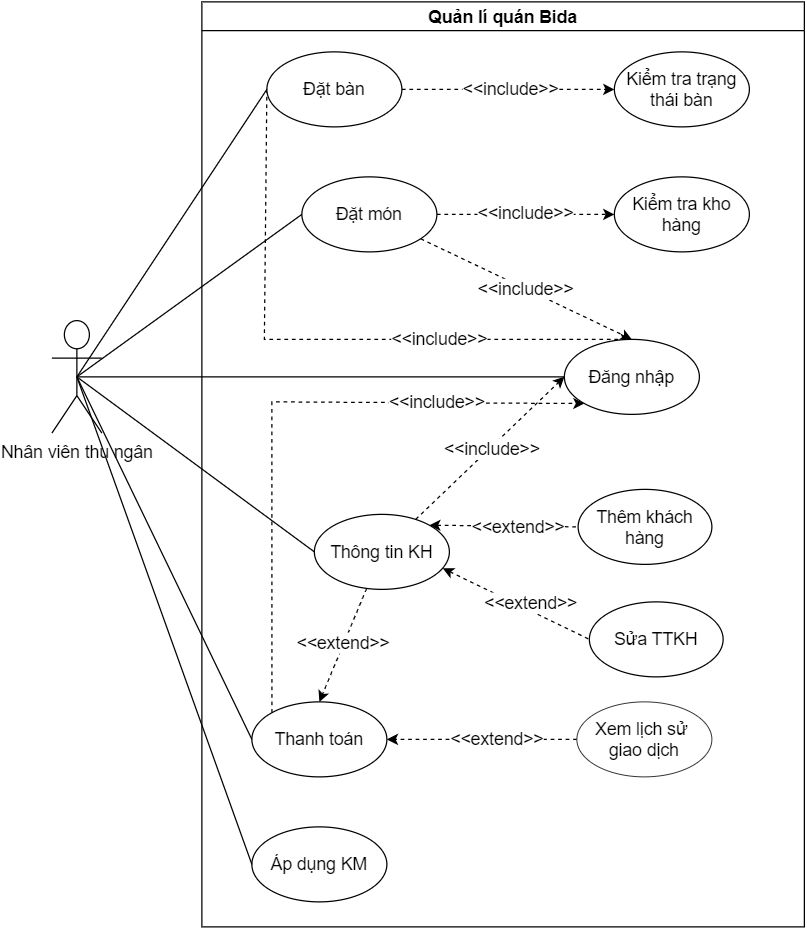 Quản lí quán Bida
Đặt bàn
<<include>>
Kiểm tra trạng
thái bàn
Đặt món
<<include>>
Kiểm tra kho
hàng
<<include>>
<<include>>
Đăng nhập
<<include>>
Nhân viên thu ngân
<<include>>
Thông tin KH
<<extend>>
Thêm khách
hàng
<<extend>>
Sửa TTKH
<<extend>>
Thanh toán
<<extend>>
Xem lịch sử
giao dịch
Áp dụng KM